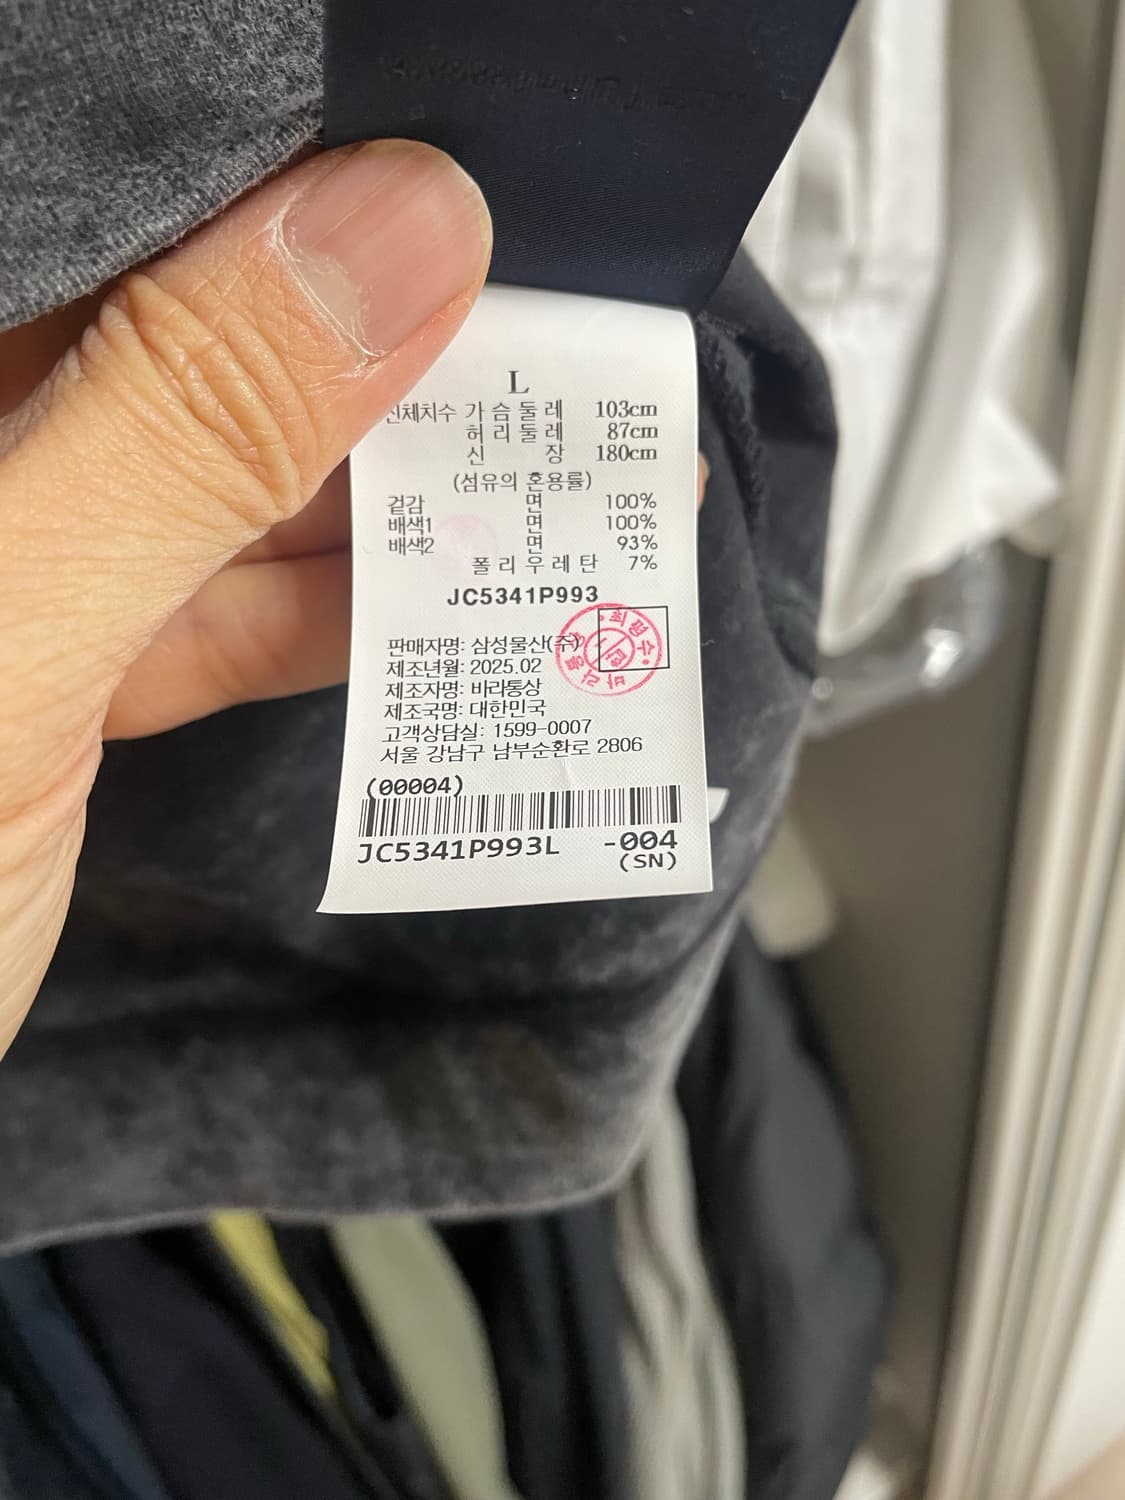 L
신체치수 가슴둘레 103cm
허리둘레 87cm
신장 180cm
(섬유의 혼용률)
겉감 면 100%
배색1 면 100%
배색2 면 93%
폴리우레탄 7%
JC5341P993
판매자명: 삼성물산(주)
제조년월: 2025.02
제조자명: 바라통상
제조국명: 대한민국
고객상담실: 1599-0007
서울 강남구 남부순환로 2806
(00004)
JC5341P993L -004
(SN)